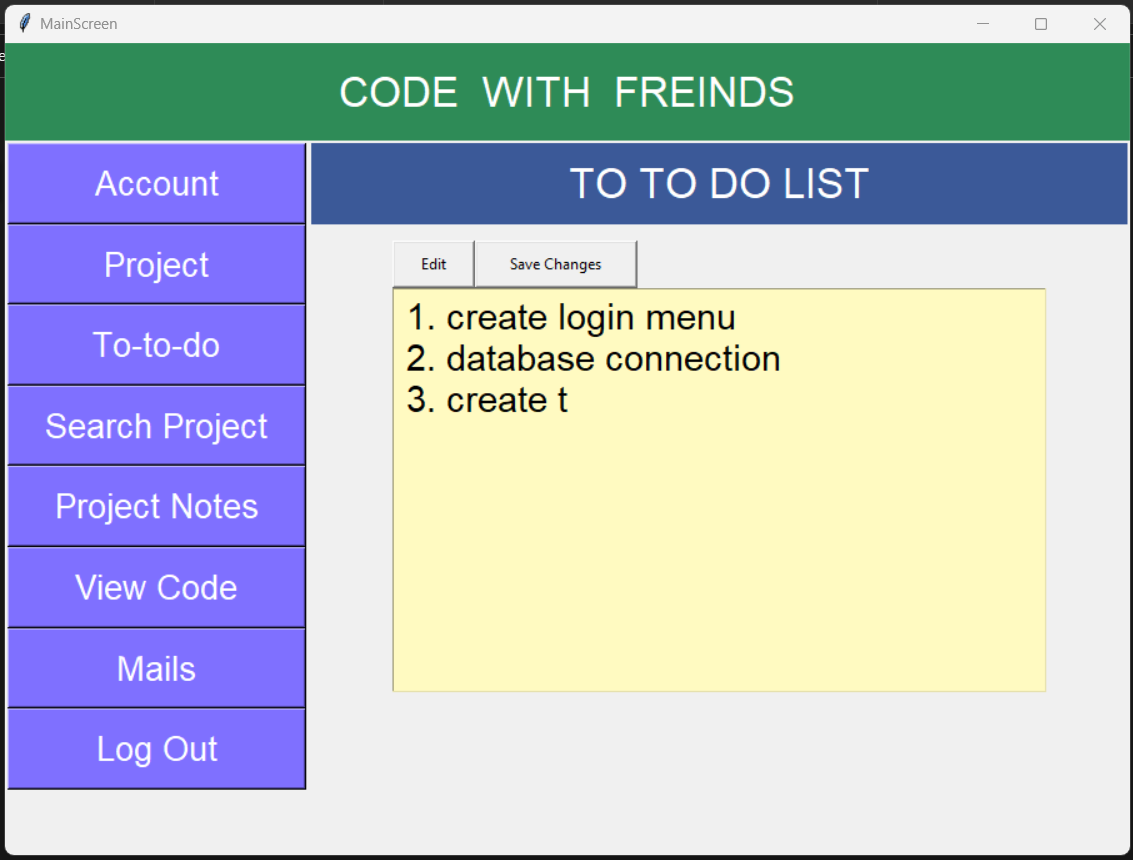 MainScreen
CODE WITH FREINDS
Account
Project
To-to-do
Search Project
Project Notes
View Code
Mails
Log Out
TO TO DO LIST
Edit
Save Changes
1. create login menu
2. database connection
3. create t